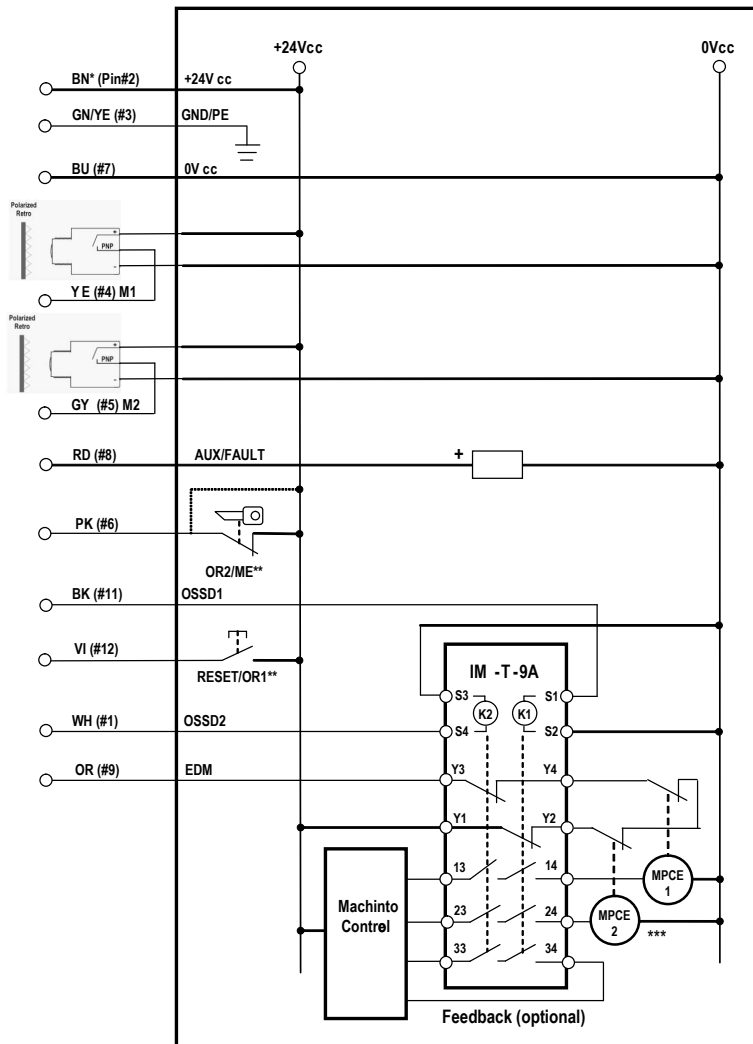 +24Vcc
0Vcc
BN* (Pin#2) +24V cc
GN/YE (#3) GND/PE
BU (#7) 0V cc
Polarized
Retro
+
PNP
-
YE (#4) M1
Polarized
Retro
+
PNP
-
GY (#5) M2
RD (#8) AUX/FAULT +
PK (#6)
OR2/ME**
BK (#11) OSSD1
VI (#12)
RESET/OR1**
IM -T-9A
S3 K2 K1 S1
WH (#1) OSSD2 S4 S2
OR (#9) EDM Y3 Y4
Y1 Y2
13 14 MPCE
1
Machinto
Control
23 24 MPCE
2
***
33 34
Feedback (optional)